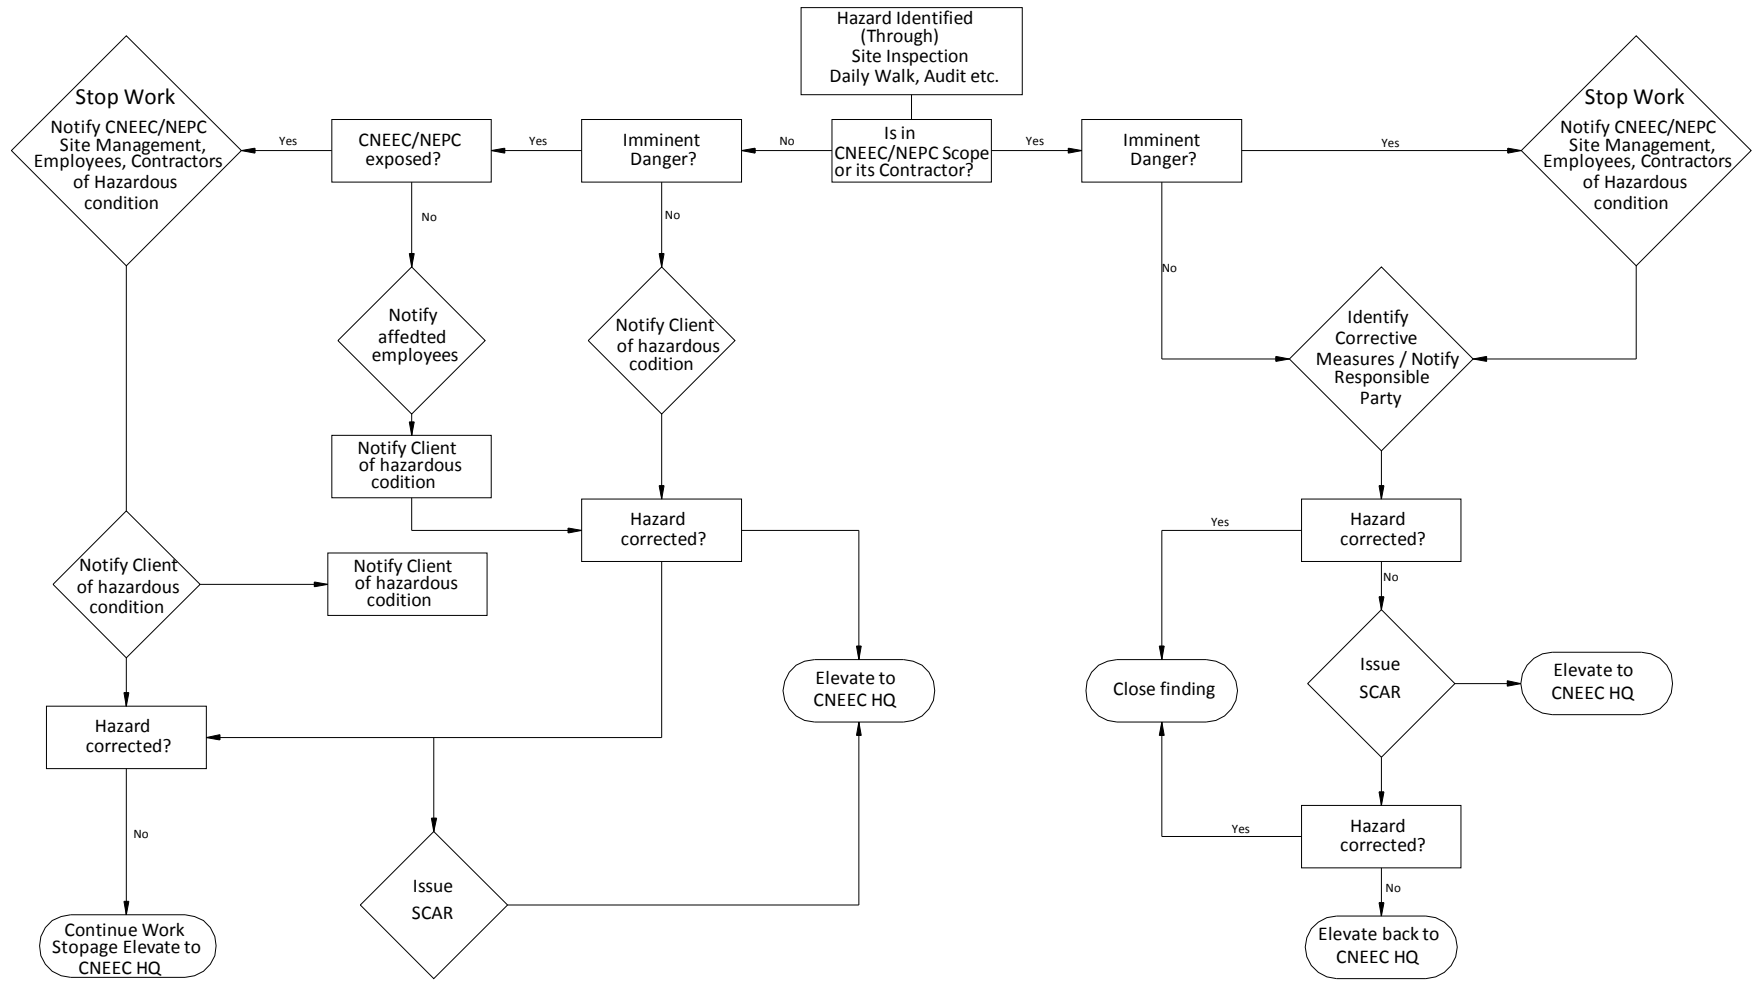 Hazard Identified
(Through)
Site Inspection
Daily Walk, Audit etc.
Stop Work
Notify CNEEC/NEPC
Site Management,
Employees, Contractors
of Hazardous
condition
Yes
CNEEC/NEPC
exposed?
Yes
Imminent
Danger?
No
Is in
CNEEC/NEPC Scope
or its Contractor?
Yes
Imminent
Danger?
Yes
Stop Work
Notify CNEEC/NEPC
Site Management,
Employees, Contractors
of Hazardous
condition
No
No
No
Notify
affedted
employees
Notify Client
of hazardous
codition
Identify
Corrective
Measures / Notify
Responsible
Party
Notify Client
of hazardous
codition
Hazard
corrected?
Yes
Hazard
corrected?
Notify Client
of hazardous
condition
Notify Client
of hazardous
codition
No
Elevate to
CNEEC HQ
Close finding
Issue
SCAR
Elevate to
CNEEC HQ
Hazard
corrected?
No
Yes
Hazard
corrected?
Issue
SCAR
No
Continue Work
Stopage Elevate to
CNEEC HQ
Elevate back to
CNEEC HQ